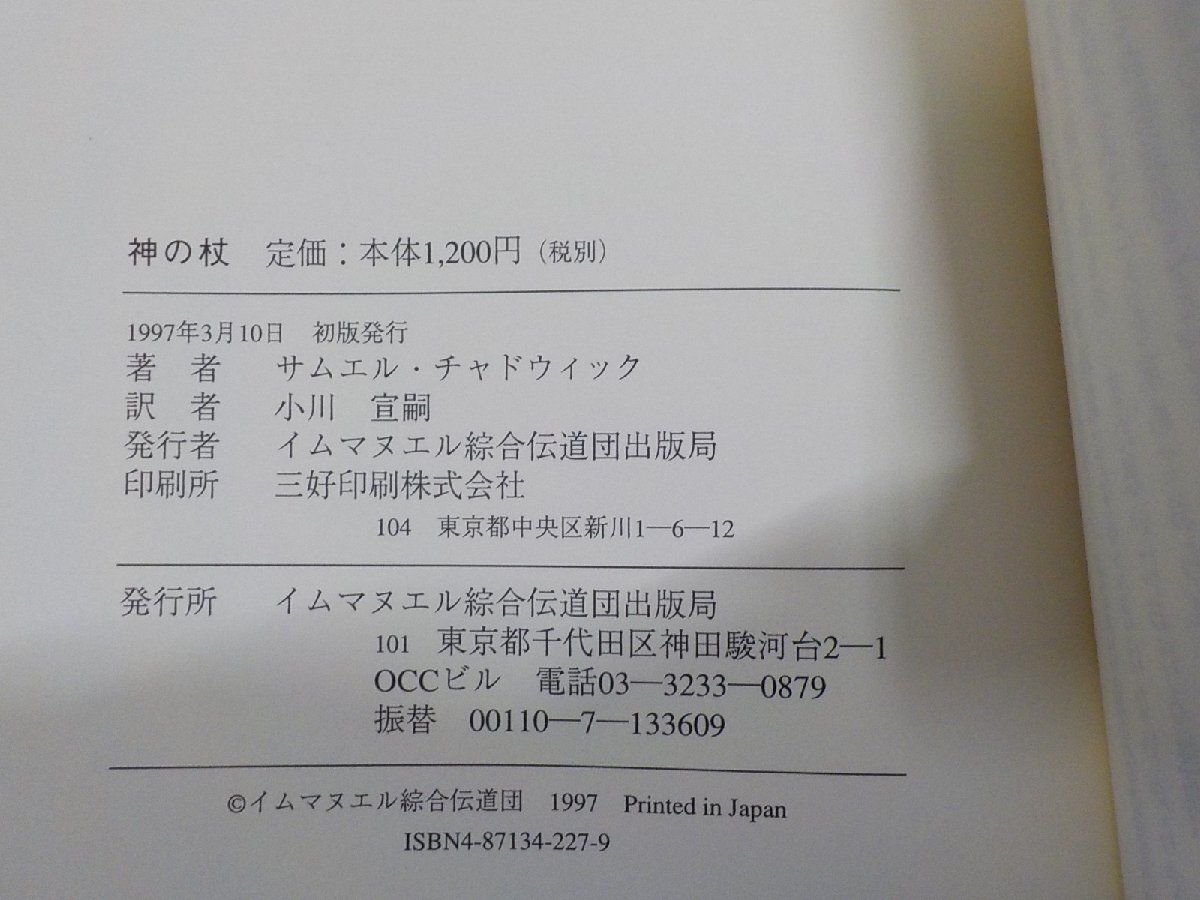 神の杖　定価：本体1,200円（税別）
1997年3月10日　初版発行
著　者　サムエル・チャドウィック
訳　者　小川　宣嗣
発行者　イムマヌエル綜合伝道団出版局
印刷所　三好印刷株式会社
104　東京都中央区新川1―6―12
発行所　イムマヌエル綜合伝道団出版局
101　東京都千代田区神田駿河台2―1
OCCビル　電話03―3233―0879
振替　00110―7―133609
©イムマヌエル綜合伝道団　1997　Printed in Japan
ISBN4-87134-227-9